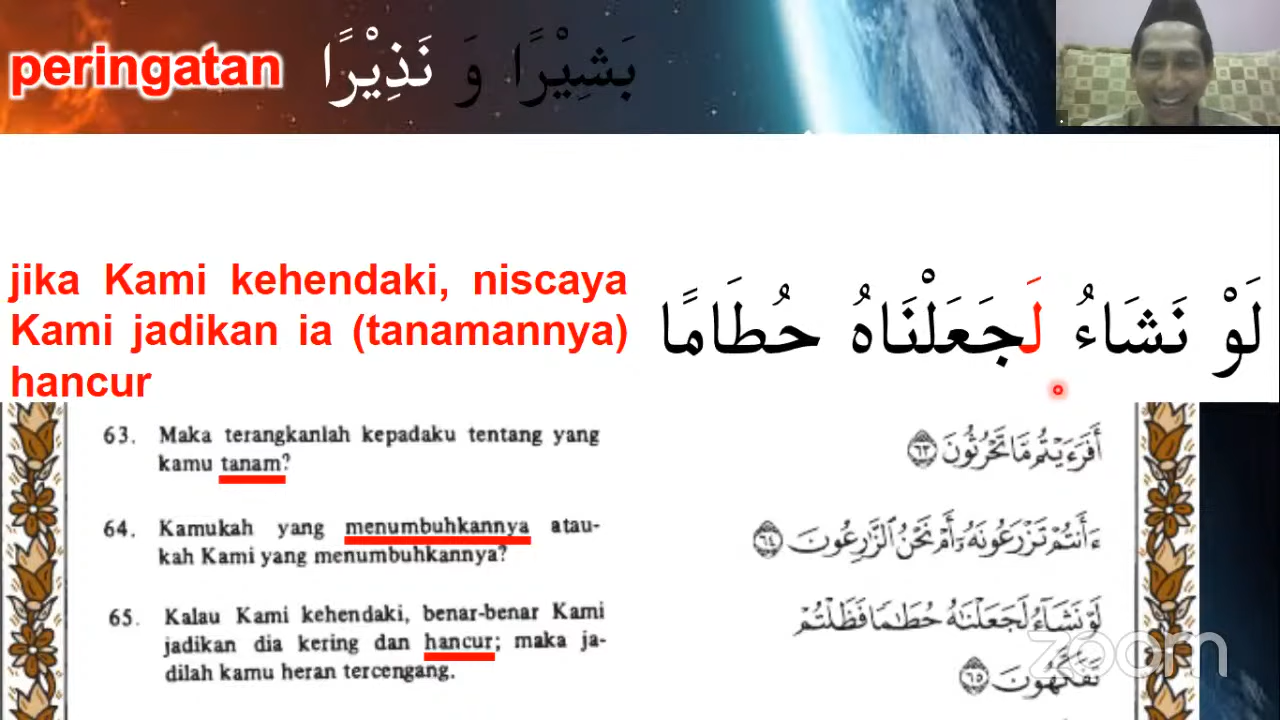 peringatan بَشِيْرًا وَ نَذِيْرًا
jika Kami kehendaki, niscaya
Kami jadikan ia (tanamannya)
hancur
لَوْ نَشَاءُ لَجَعَلْنَاهُ حُطَامًا
63. Maka terangkanlah kepadaku tentang yang
kamu tanam?
أَفَرَءَيْتُم مَّا تَحْرُثُونَ ٦٣
64. Kamukah yang menumbuhkannya atau-
kah Kami yang menumbuhkannya?
ءَأَنتُمْ تَزْرَعُونَهُۥٓ أَمْ نَحْنُ ٱلزَّٰرِعُونَ ٦٤
65. Kalau Kami kehendaki, benar-benar Kami
jadikan dia kering dan hancur; maka ja-
dilah kamu heran tercengang.
لَوْ نَشَآءُ لَجَعَلْنَٰهُ حُطَٰمًا فَظَلْتُمْ
تَفَكَّهُونَ ٦٥
zoom